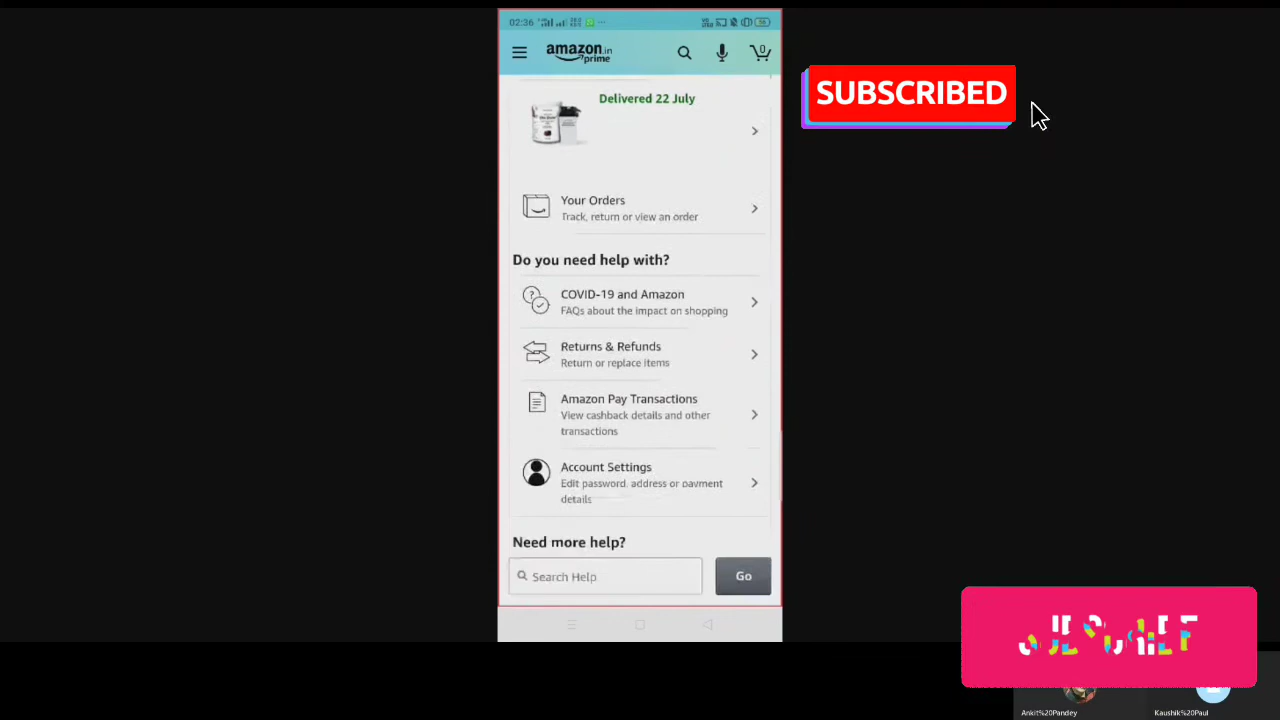 02:36
amazon.in
prime
0
Delivered 22 July
SUBSCRIBED
Your Orders
Track, return or view an order
Do you need help with?
COVID-19 and Amazon
FAQs about the impact on shopping
Returns & Refunds
Return or replace items
Amazon Pay Transactions
View cashback details and other
transactions
Account Settings
Edit password, address or payment
details
Need more help?
Search Help
Go
Ankit%20Pandey
Kaushik%20Paul